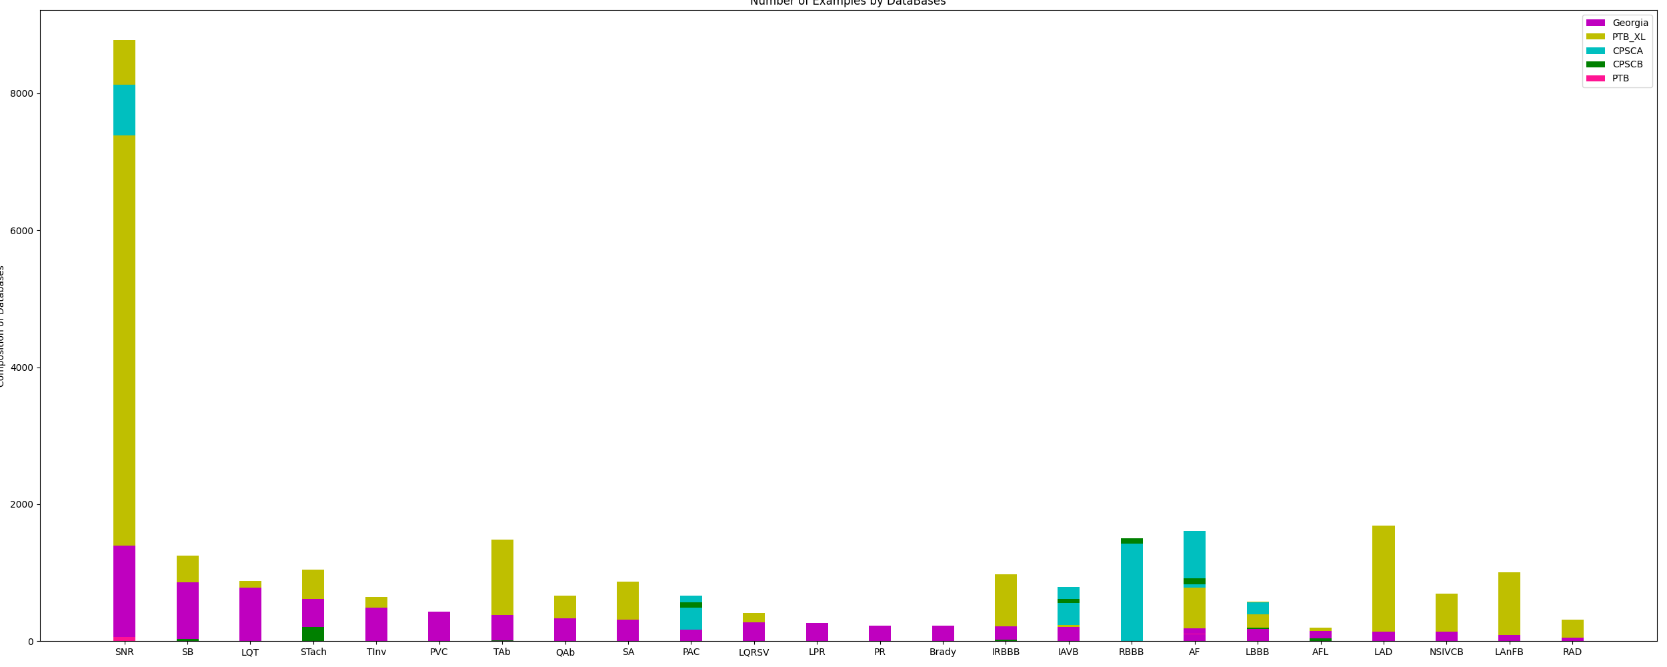 Number of Examples by DataBases
Georgia
PTB_XL
CPSCA
CPSCB
PTB
8000
6000
4000
2000
0
Composition of Databases
SNR SB LQT STach TInv PVC TAb QAb SA PAC LQRSV LPR PR Brady IRBBB IAVB RBBB AF LBBB AFL LAD NSIVCB LAnFB RAD